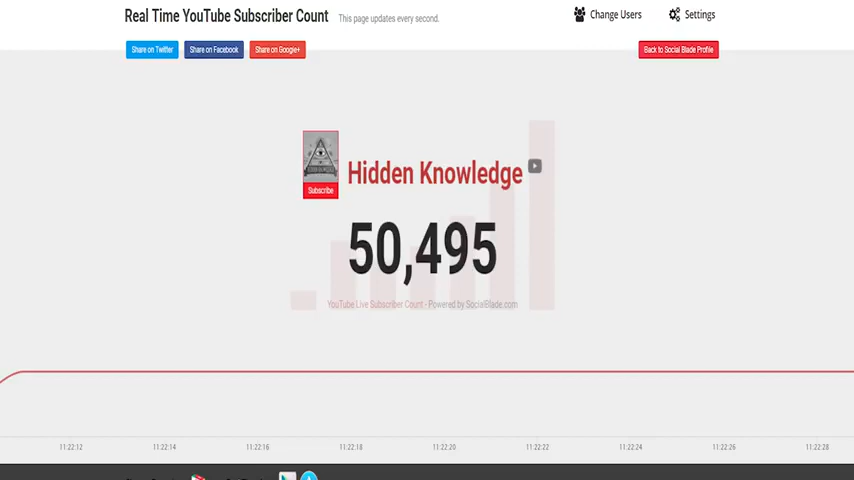 Real Time YouTube Subscriber Count This page updates every second. Change Users Settings
Share on Twitter Share on Facebook Share on Google+ Back to Social Blade Profile
Hidden Knowledge
Subscribe
50,495
YouTube Live Subscriber Count - Powered by SocialBlade.com
11:22:12 11:22:14 11:22:16 11:22:18 11:22:20 11:22:22 11:22:24 11:22:26 11:22:28